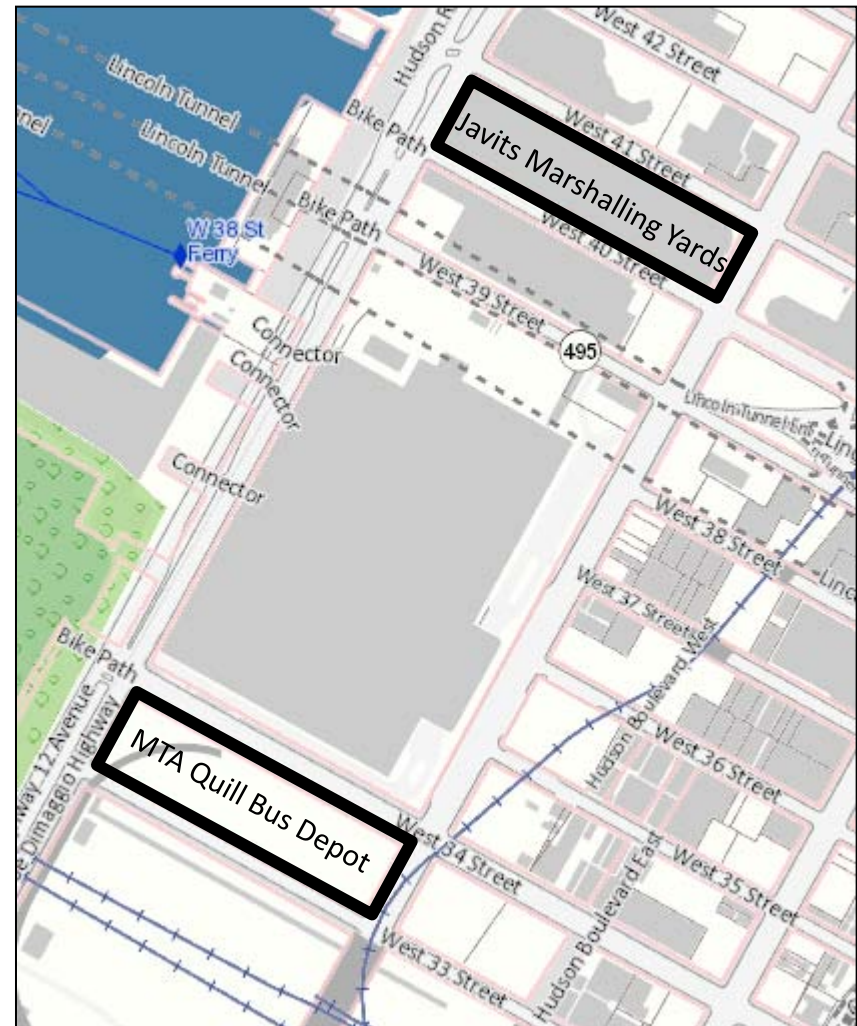 West 42 Street
Hudson R
Lincoln Tunnel
Bike Path
West 41 Street
Javits Marshalling Yards
Lincoln Tunnel
nel
Bike Path
West 40 Street
W 38 St
Ferry
West 39 Street
495
Connector
Connector
Lincoln Tunnel
Connector
West 38 Street
Linc
West 37 Street
Bike Path
Hudson Boulevard West
MTA Quill Bus Depot
West 36 Street
way 12 Avenue
e Dimaggio Highway
West 34 Street
West 35 Street
Hudson Boulevard East
West 33 Street